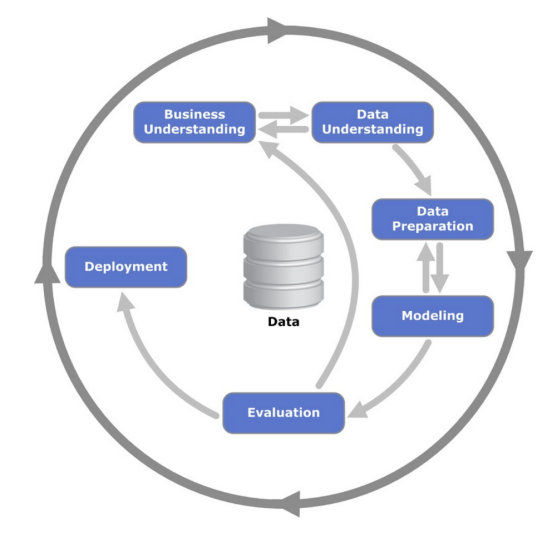 Business
Understanding
Data
Understanding
Data
Preparation
Deployment
Data
Modeling
Evaluation